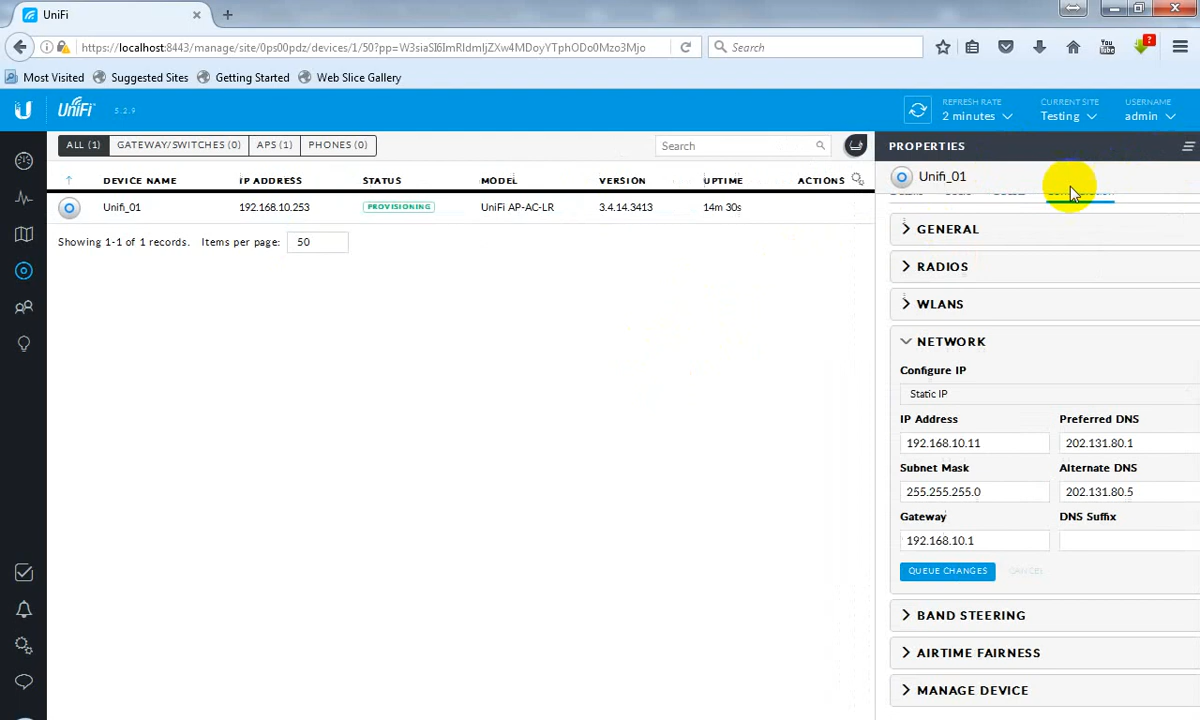 UniFi
https://localhost:8443/manage/site/0ps00pdz/devices/1/50?pp=W3siaSI6ImRldmljZXw4MDoyYTphODo0Mzo3Mjo
Search
Most Visited Suggested Sites Getting Started Web Slice Gallery
UniFi 5.2.9
REFRESH RATE CURRENT SITE USERNAME
2 minutes Testing admin
ALL (1) GATEWAY/SWITCHES (0) APS (1) PHONES (0) Search
PROPERTIES
DEVICE NAME IP ADDRESS STATUS MODEL VERSION UPTIME ACTIONS
Unifi_01
Unifi_01 192.168.10.253 PROVISIONING UniFi AP-AC-LR 3.4.14.3413 14m 30s
Showing 1-1 of 1 records. Items per page: 50
GENERAL
RADIOS
WLANS
NETWORK
Configure IP
Static IP
IP Address Preferred DNS
192.168.10.11 202.131.80.1
Subnet Mask Alternate DNS
255.255.255.0 202.131.80.5
Gateway DNS Suffix
192.168.10.1
QUEUE CHANGES CANCEL
BAND STEERING
AIRTIME FAIRNESS
MANAGE DEVICE